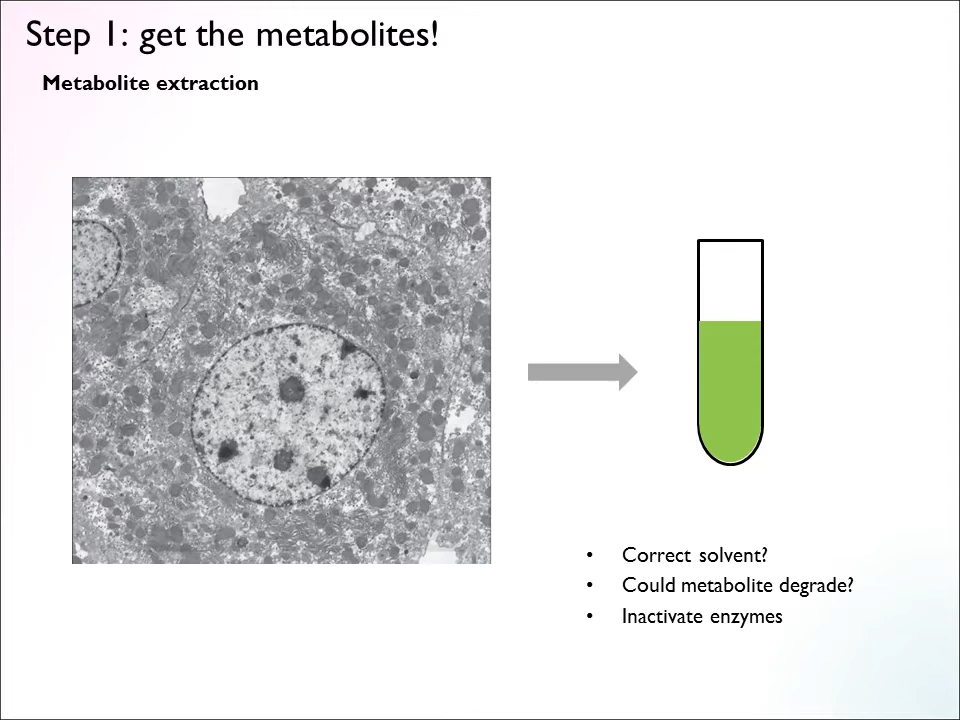 Step 1: get the metabolites!
Metabolite extraction
• Correct solvent?
• Could metabolite degrade?
• Inactivate enzymes